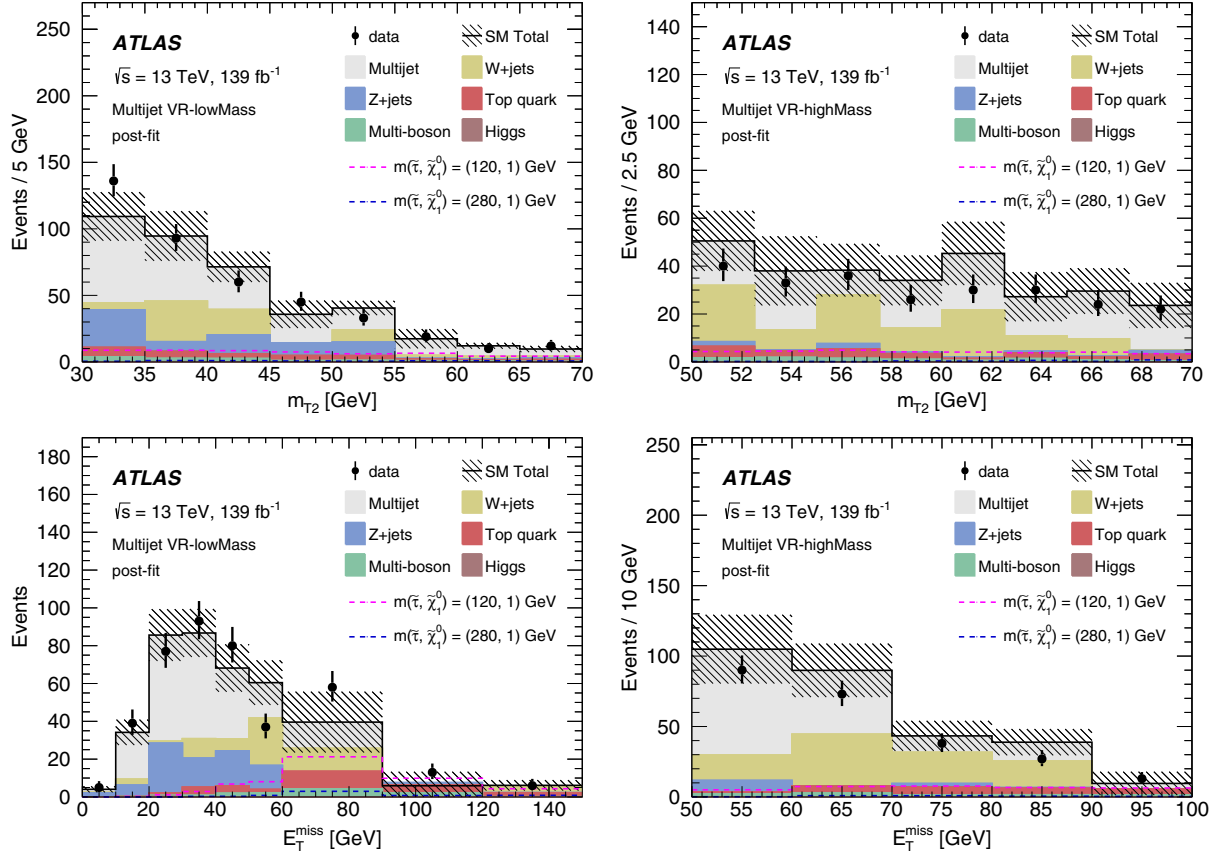 ATLAS
√s = 13 TeV, 139 fb⁻¹
Multijet VR-lowMass
post-fit
data
SM Total
Multijet
W+jets
Z+jets
Top quark
Multi-boson
Higgs
m(τ̃, χ̃₁⁰) = (120, 1) GeV
m(τ̃, χ̃₁⁰) = (280, 1) GeV
Events / 5 GeV
250
200
150
100
50
0
30 35 40 45 50 55 60 65 70
m_T2 [GeV]
ATLAS
√s = 13 TeV, 139 fb⁻¹
Multijet VR-highMass
post-fit
data
SM Total
Multijet
W+jets
Z+jets
Top quark
Multi-boson
Higgs
m(τ̃, χ̃₁⁰) = (120, 1) GeV
m(τ̃, χ̃₁⁰) = (280, 1) GeV
Events / 2.5 GeV
140
120
100
80
60
40
20
0
50 52 54 56 58 60 62 64 66 68 70
m_T2 [GeV]
ATLAS
√s = 13 TeV, 139 fb⁻¹
Multijet VR-lowMass
post-fit
data
SM Total
Multijet
W+jets
Z+jets
Top quark
Multi-boson
Higgs
m(τ̃, χ̃₁⁰) = (120, 1) GeV
m(τ̃, χ̃₁⁰) = (280, 1) GeV
Events
180
160
140
120
100
80
60
40
20
0
0 20 40 60 80 100 120 140
E_T^miss [GeV]
ATLAS
√s = 13 TeV, 139 fb⁻¹
Multijet VR-highMass
post-fit
data
SM Total
Multijet
W+jets
Z+jets
Top quark
Multi-boson
Higgs
m(τ̃, χ̃₁⁰) = (120, 1) GeV
m(τ̃, χ̃₁⁰) = (280, 1) GeV
Events / 10 GeV
250
200
150
100
50
0
50 55 60 65 70 75 80 85 90 95 100
E_T^miss [GeV]